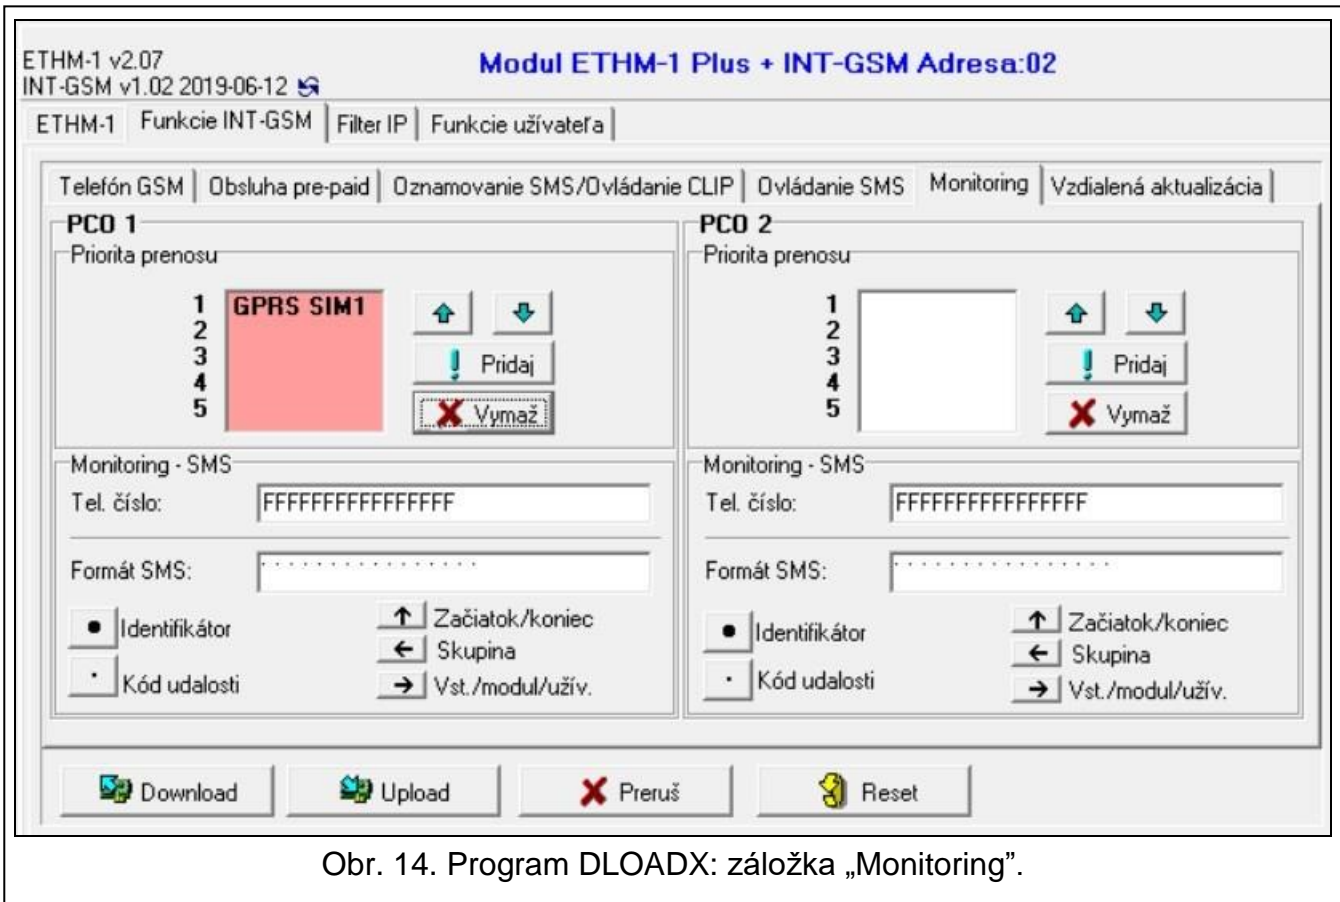 ETHM-1 v2.07
INT-GSM v1.02 2019-06-12
Modul ETHM-1 Plus + INT-GSM Adresa:02
ETHM-1 Funkcie INT-GSM Filter IP Funkcie užívateľa
Telefón GSM Obsluha pre-paid Oznamovanie SMS/Ovládanie CLIP Ovládanie SMS Monitoring Vzdialená aktualizácia
PCO 1
Priorita prenosu
1 GPRS SIM1
2
3 Pridaj
4
5 Vymaž
Monitoring - SMS
Tel. číslo: FFFFFFFFFFFFFFFF
Formát SMS: . . . . . . . . . . . . . . . .
Identifikátor
Kód udalosti
Začiatok/koniec
Skupina
Vst./modul/užív.
PCO 2
Priorita prenosu
1
2
3 Pridaj
4
5 Vymaž
Monitoring - SMS
Tel. číslo: FFFFFFFFFFFFFFFF
Formát SMS: . . . . . . . . . . . . . . . .
Identifikátor
Kód udalosti
Začiatok/koniec
Skupina
Vst./modul/užív.
Download Upload Preruš Reset
Obr. 14. Program DLOADX: záložka „Monitoring”.